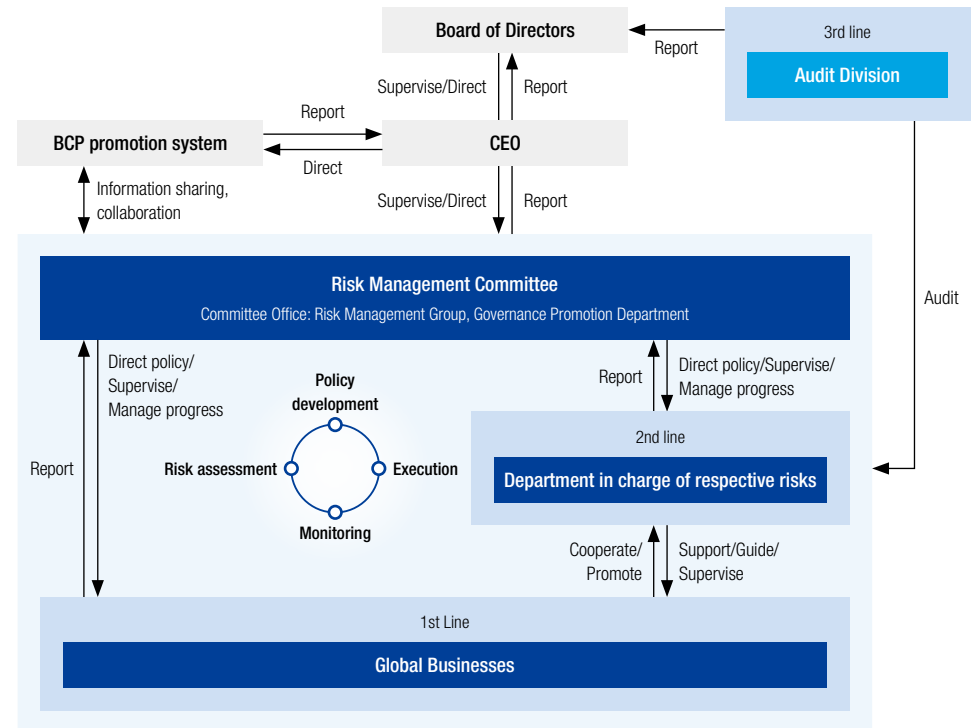 Board of Directors
Report
3rd line
Audit Division
Supervise/Direct
Report
Report
BCP promotion system
CEO
Direct
Information sharing,
collaboration
Supervise/Direct
Report
Risk Management Committee
Committee Office: Risk Management Group, Governance Promotion Department
Audit
Direct policy/
Supervise/
Manage progress
Policy
development
Risk assessment
Execution
Monitoring
Report
Report
Direct policy/Supervise/
Manage progress
2nd line
Department in charge of respective risks
Cooperate/
Promote
Support/Guide/
Supervise
1st Line
Global Businesses